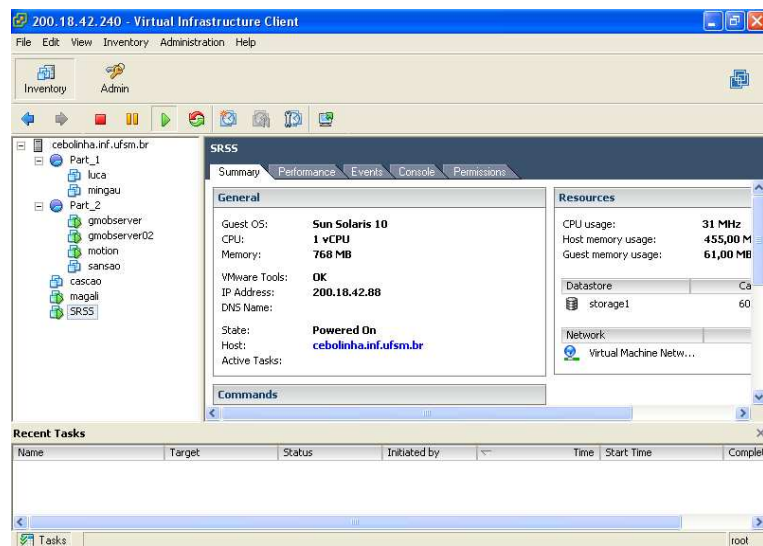 200.18.42.240 - Virtual Infrastructure Client
File Edit View Inventory Administration Help
Inventory Admin
cebolinha.inf.ufsm.br
Part_1
luca
mingau
Part_2
gmobserver
gmobserver02
motion
sansao
cascao
magali
SRSS
SRSS
Summary Performance Events Console Permissions
General
Guest OS: Sun Solaris 10
CPU: 1 vCPU
Memory: 768 MB
VMware Tools: OK
IP Address: 200.18.42.88
DNS Name:
State: Powered On
Host: cebolinha.inf.ufsm.br
Active Tasks:
Commands
Resources
CPU usage: 31 MHz
Host memory usage: 455,00 M
Guest memory usage: 61,00 MB
Datastore Ca
storage1 60
Network
Virtual Machine Netw...
Recent Tasks
Name Target Status Initiated by Time Start Time Complet
Tasks root